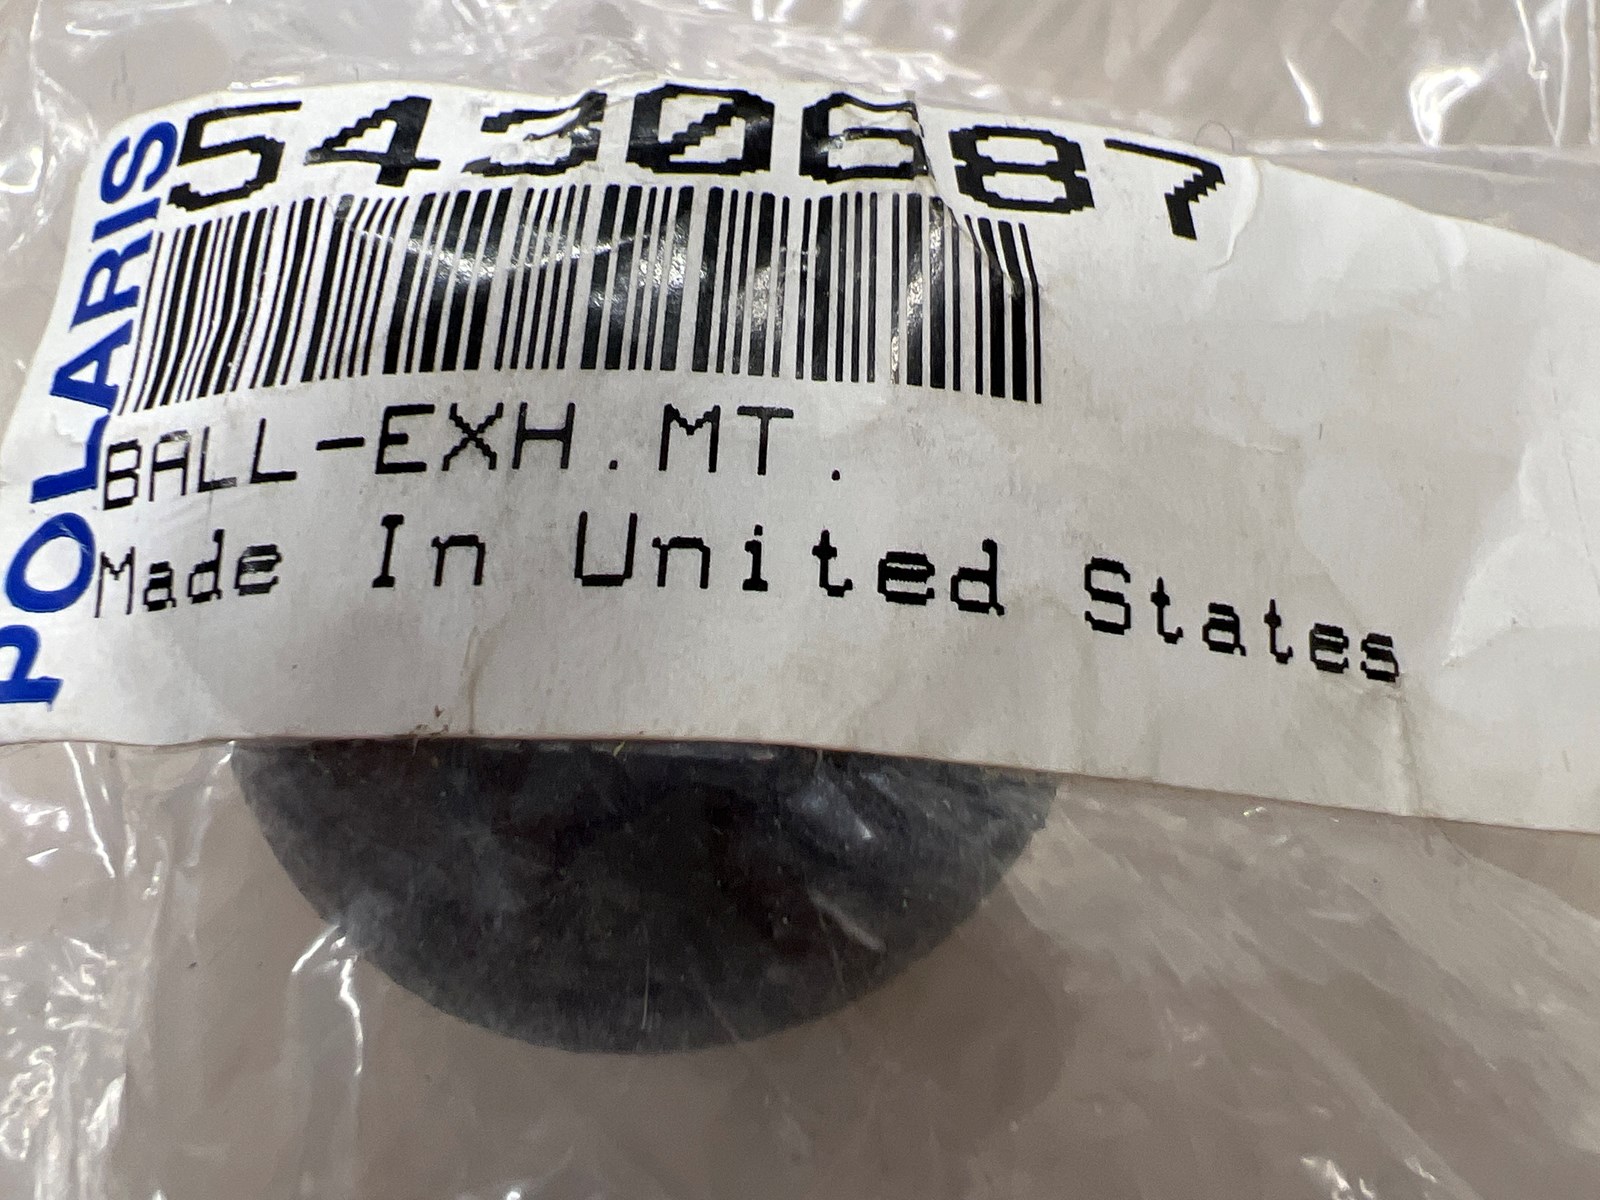 POLARIS
5430687
BALL-EXH.MT.
Made In United States